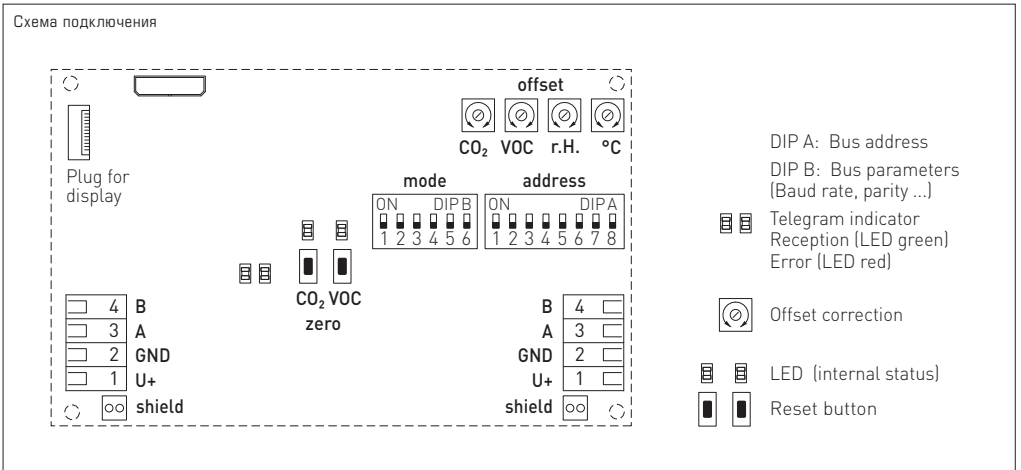 Схема подключения
offset
CO₂ VOC r.H. °C
Plug for
display
mode address
ON DIP B ON DIP A
1 2 3 4 5 6 1 2 3 4 5 6 7 8
CO₂ VOC
zero
4 B
3 A
2 GND
1 U+
shield
B 4
A 3
GND 2
U+ 1
shield
DIP A: Bus address
DIP B: Bus parameters
(Baud rate, parity ...)
Telegram indicator
Reception (LED green)
Error (LED red)
Offset correction
LED (internal status)
Reset button